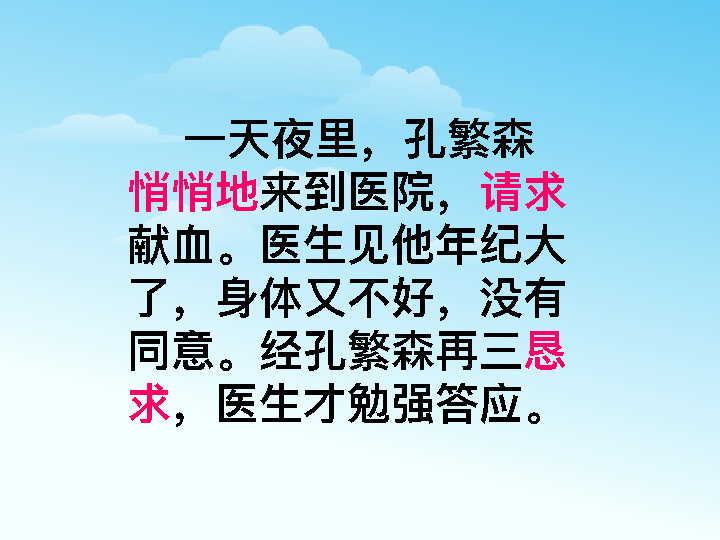 一天夜里，孔繁森
悄悄地来到医院，请求
献血。医生见他年纪大
了，身体又不好，没有
同意。经孔繁森再三恳
求，医生才勉强答应。